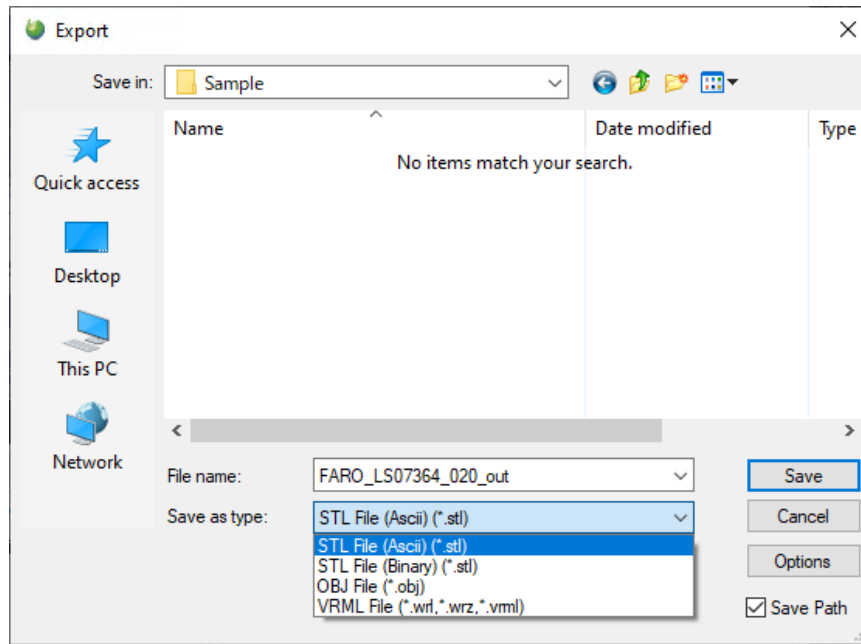 Export
Save in:
Sample
Name
Date modified
Type
No items match your search.
Quick access
Desktop
This PC
Network
File name:
FARO_LS07364_020_out
Save
Save as type:
STL File (Ascii) (*.stl)
Cancel
STL File (Ascii) (*.stl)
STL File (Binary) (*.stl)
OBJ File (*.obj)
VRML File (*.wrl,*.wrz,*.vrml)
Options
Save Path